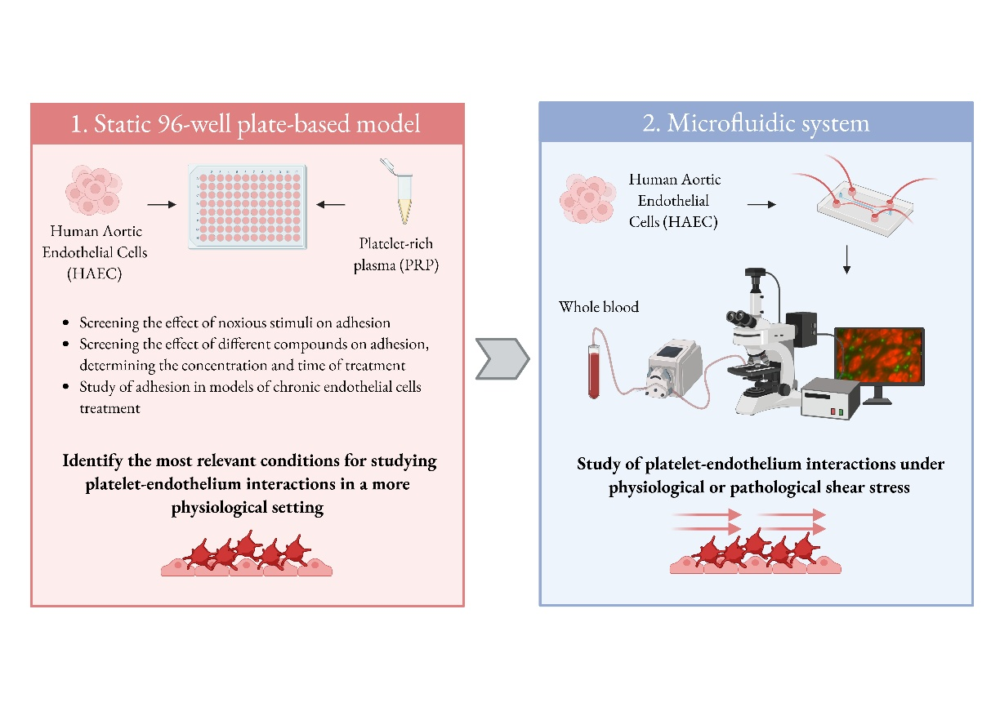 1. Static 96-well plate-based model
Human Aortic
Endothelial Cells
(HAEC)
Platelet-rich
plasma (PRP)
• Screening the effect of noxious stimuli on adhesion
• Screening the effect of different compounds on adhesion,
determining the concentration and time of treatment
• Study of adhesion in models of chronic endothelial cells
treatment
Identify the most relevant conditions for studying
platelet-endothelium interactions in a more
physiological setting
2. Microfluidic system
Human Aortic
Endothelial
Cells (HAEC)
Whole blood
Study of platelet-endothelium interactions under
physiological or pathological shear stress